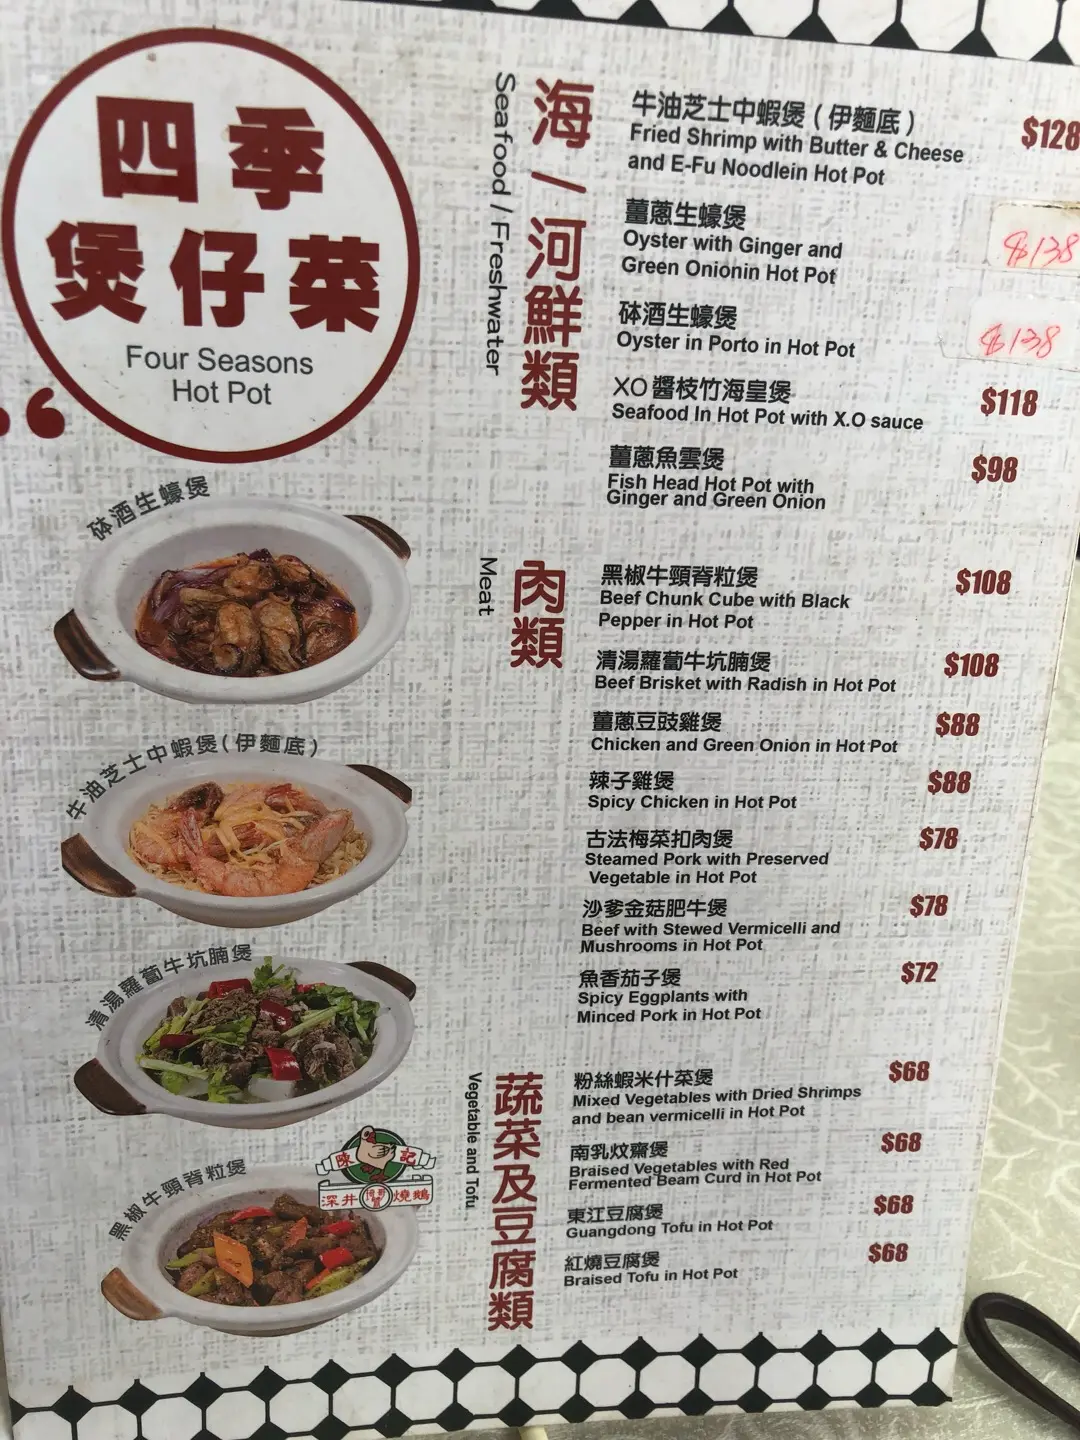 四季
煲仔菜
Four Seasons
Hot Pot
海/河鮮類
Seafood / Freshwater
牛油芝士中蝦煲（伊麵底）
$128
Fried Shrimp with Butter & Cheese
and E-Fu Noodlein Hot Pot
薑蔥生蠔煲
Oyster with Ginger and
Green Onionin Hot Pot
$138
砵酒生蠔煲
Oyster in Porto in Hot Pot
$138
XO醬枝竹海皇煲
Seafood In Hot Pot with X.O sauce
$118
薑蔥魚雲煲
Fish Head Hot Pot with
Ginger and Green Onion
$98
肉類
Meat
黑椒牛頸脊粒煲
Beef Chunk Cube with Black
Pepper in Hot Pot
$108
清湯蘿蔔牛坑腩煲
Beef Brisket with Radish in Hot Pot
$108
薑蔥豆豉雞煲
Chicken and Green Onion in Hot Pot
$88
辣子雞煲
Spicy Chicken in Hot Pot
$88
古法梅菜扣肉煲
Steamed Pork with Preserved
Vegetable in Hot Pot
$78
沙爹金菇肥牛煲
Beef with Stewed Vermicelli and
Mushrooms in Hot Pot
$78
魚香茄子煲
Spicy Eggplants with
Minced Pork in Hot Pot
$72
蔬菜及豆腐類
Vegetable and Tofu
粉絲蝦米什菜煲
Mixed Vegetables with Dried Shrimps
and bean vermicelli in Hot Pot
$68
南乳炆齋煲
Braised Vegetables with Red
Fermented Beam Curd in Hot Pot
$68
東江豆腐煲
Guangdong Tofu in Hot Pot
$68
紅燒豆腐煲
Braised Tofu in Hot Pot
$68
砵酒生蠔煲
牛油芝士中蝦煲（伊麵底）
清湯蘿蔔牛坑腩煲
黑椒牛頸脊粒煲
陳記
深井 燒鵝